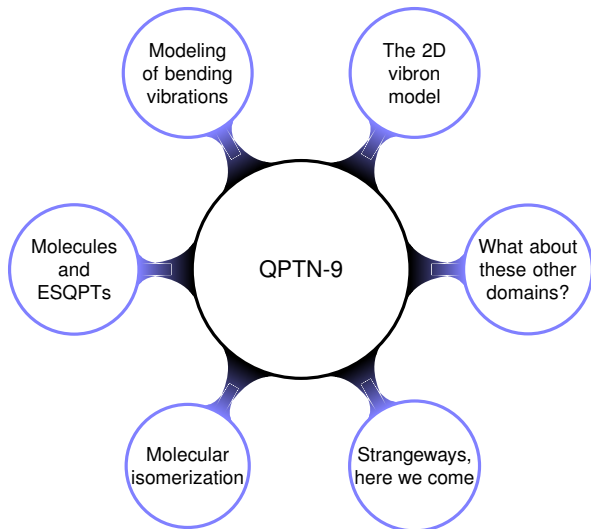 Modeling
of bending
vibrations
The 2D
vibron
model
Molecules
and
ESQPTs
QPTN-9
What about
these other
domains?
Molecular
isomerization
Strangeways,
here we come